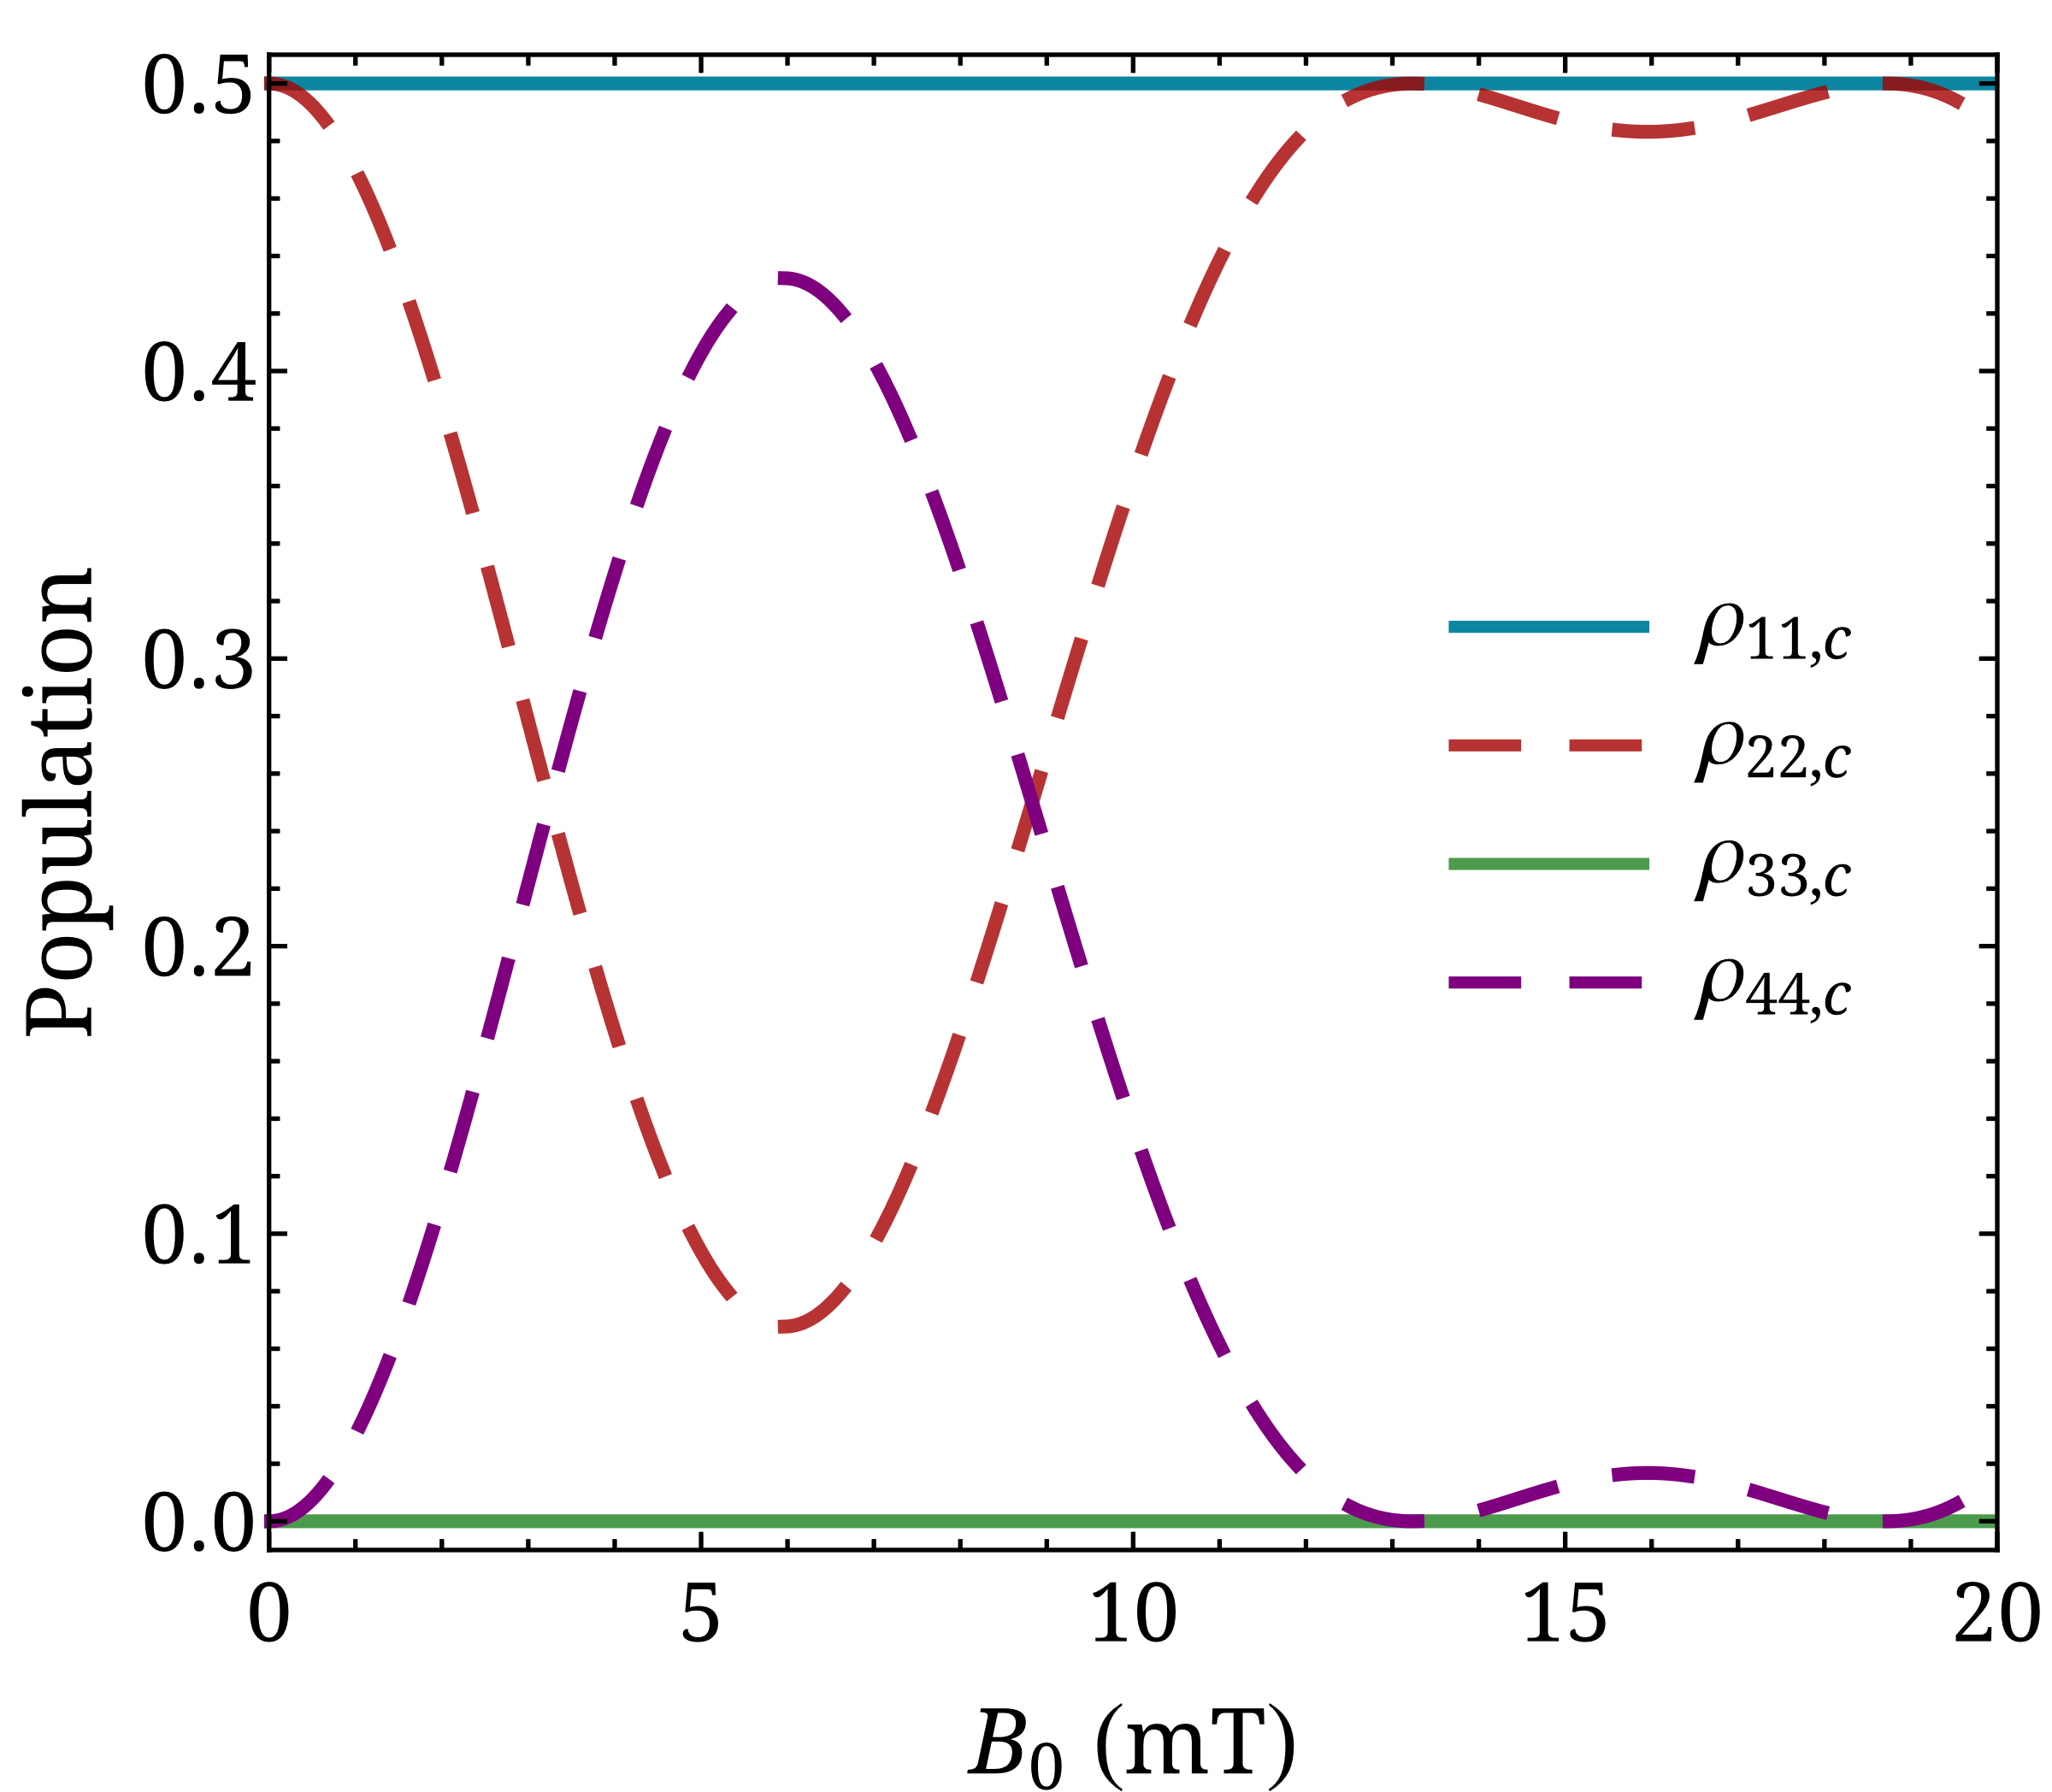 Population
0.5
0.4
0.3
0.2
0.1
0.0
0 5 10 15 20
B₀ (mT)
ρ₁₁,c
ρ₂₂,c
ρ₃₃,c
ρ₄₄,c